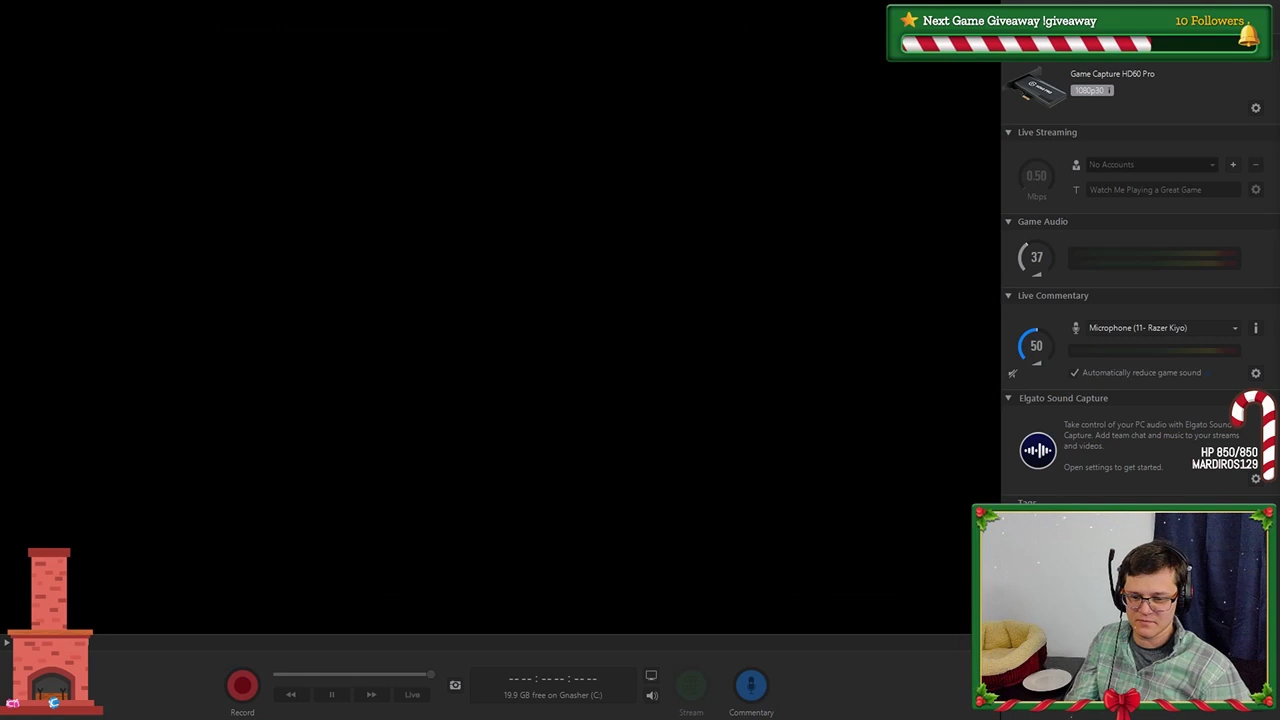 Next Game Giveaway !giveaway
10 Followers
Game Capture HD60 Pro
1080p30 i
Live Streaming
0.50
Mbps
No Accounts
Watch Me Playing a Great Game
Game Audio
37
Live Commentary
Microphone (11- Razer Kiyo)
50
Automatically reduce game sound
Elgato Sound Capture
Take control of your PC audio with Elgato Sound
Capture. Add team chat and music to your streams
and videos.
HP 850/850
MARDIROS129
Open settings to get started.
Tags
Live
-- -- : -- -- : -- --
19.9 GB free on Gnasher (C:)
Record
Stream
Commentary